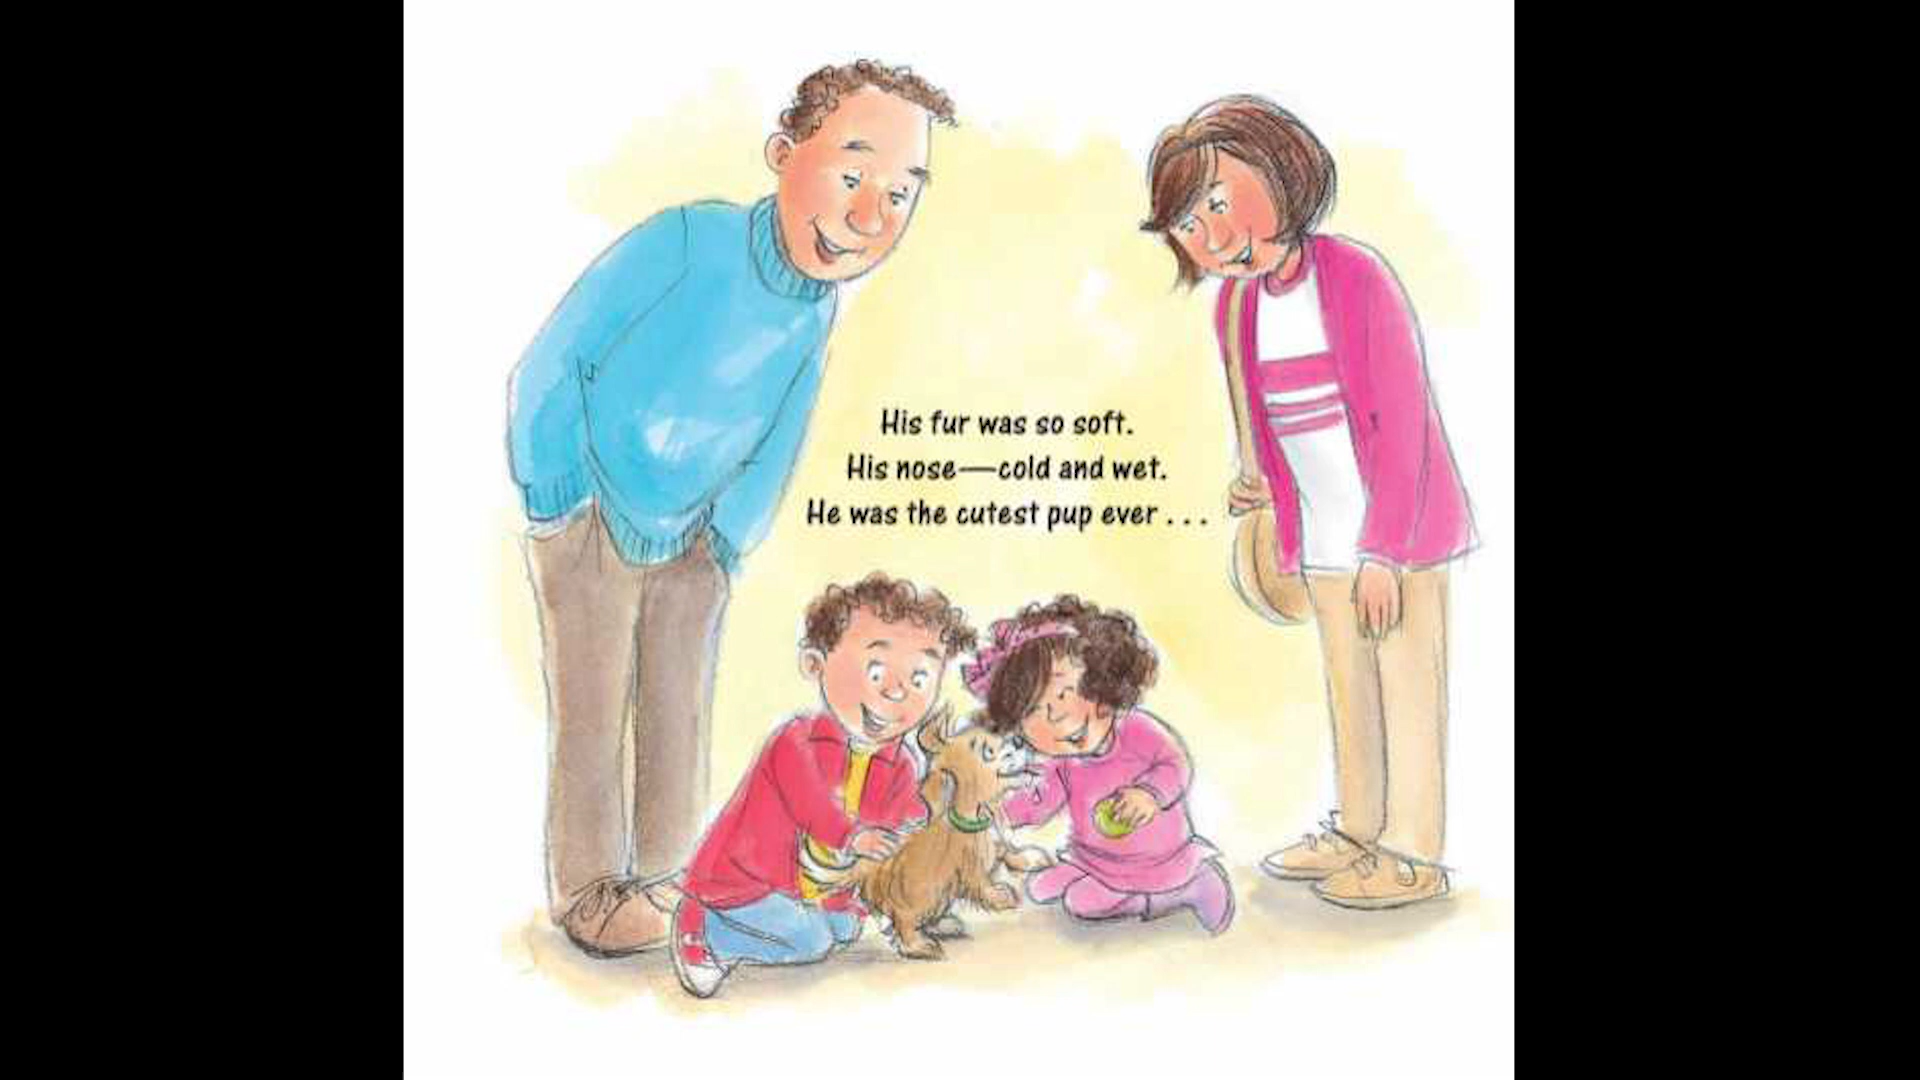 His fur was so soft.
His nose—cold and wet.
He was the cutest pup ever . . .